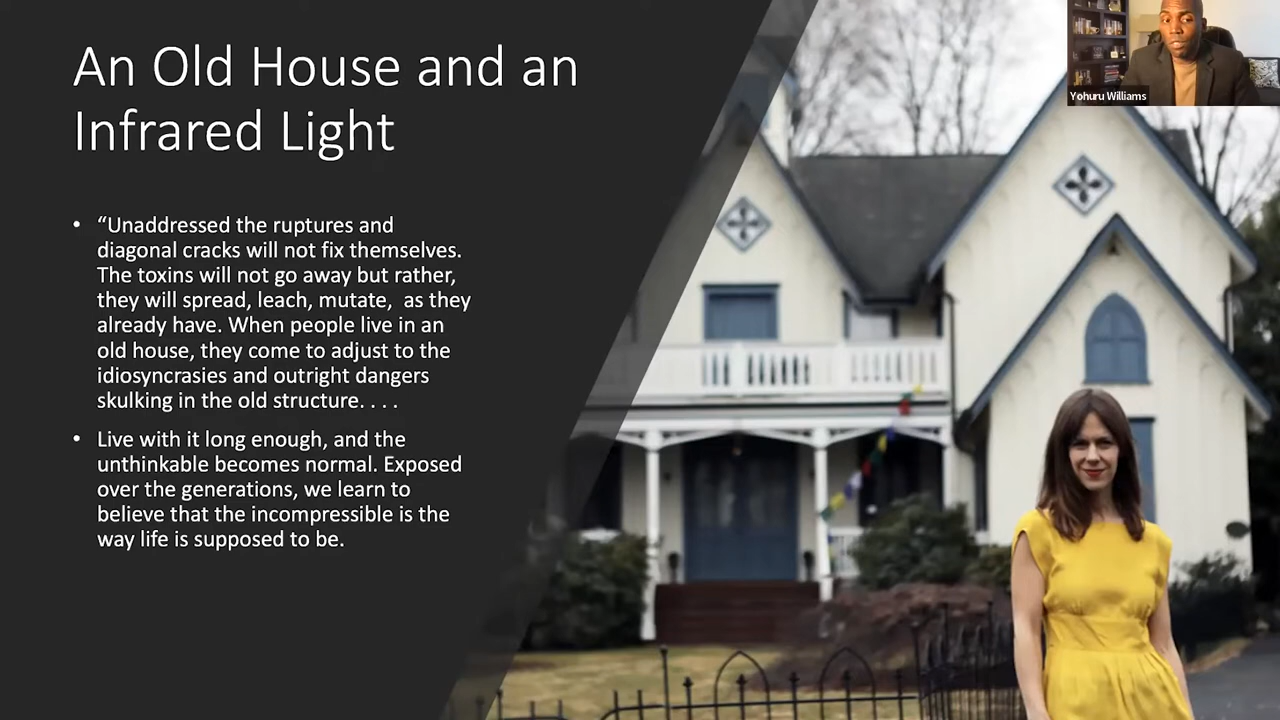 An Old House and an
Infrared Light
Yohuru Williams
• “Unaddressed the ruptures and
diagonal cracks will not fix themselves.
The toxins will not go away but rather,
they will spread, leach, mutate,  as they
already have. When people live in an
old house, they come to adjust to the
idiosyncrasies and outright dangers
skulking in the old structure. . . .
• Live with it long enough, and the
unthinkable becomes normal. Exposed
over the generations, we learn to
believe that the incompressible is the
way life is supposed to be.